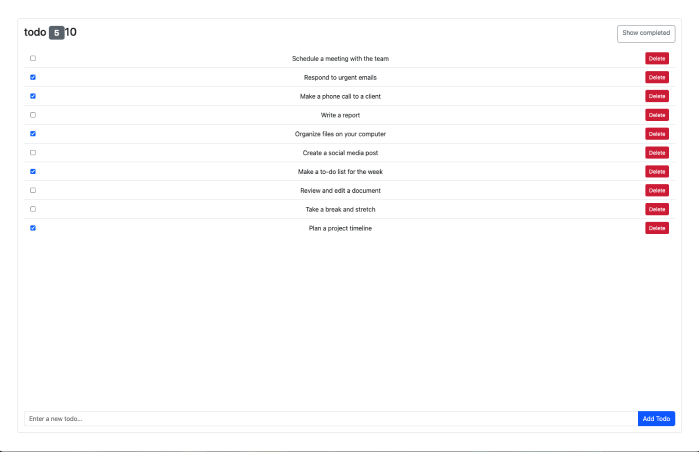 todo 5 10 Show completed
Schedule a meeting with the team Delete
Respond to urgent emails Delete
Make a phone call to a client Delete
Write a report Delete
Organize files on your computer Delete
Create a social media post Delete
Make a to-do list for the week Delete
Review and edit a document Delete
Take a break and stretch Delete
Plan a project timeline Delete
Enter a new todo... Add Todo